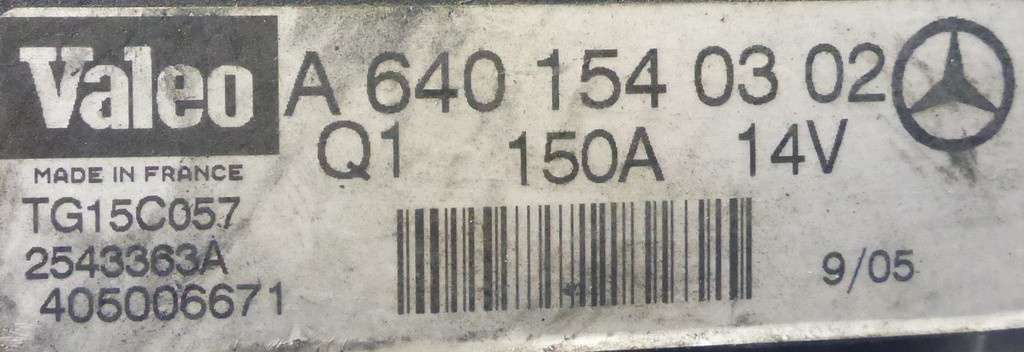 Valeo A 640 154 03 02
Q1 150A 14V
MADE IN FRANCE
TG15C057
2543363A
405006671
9/05